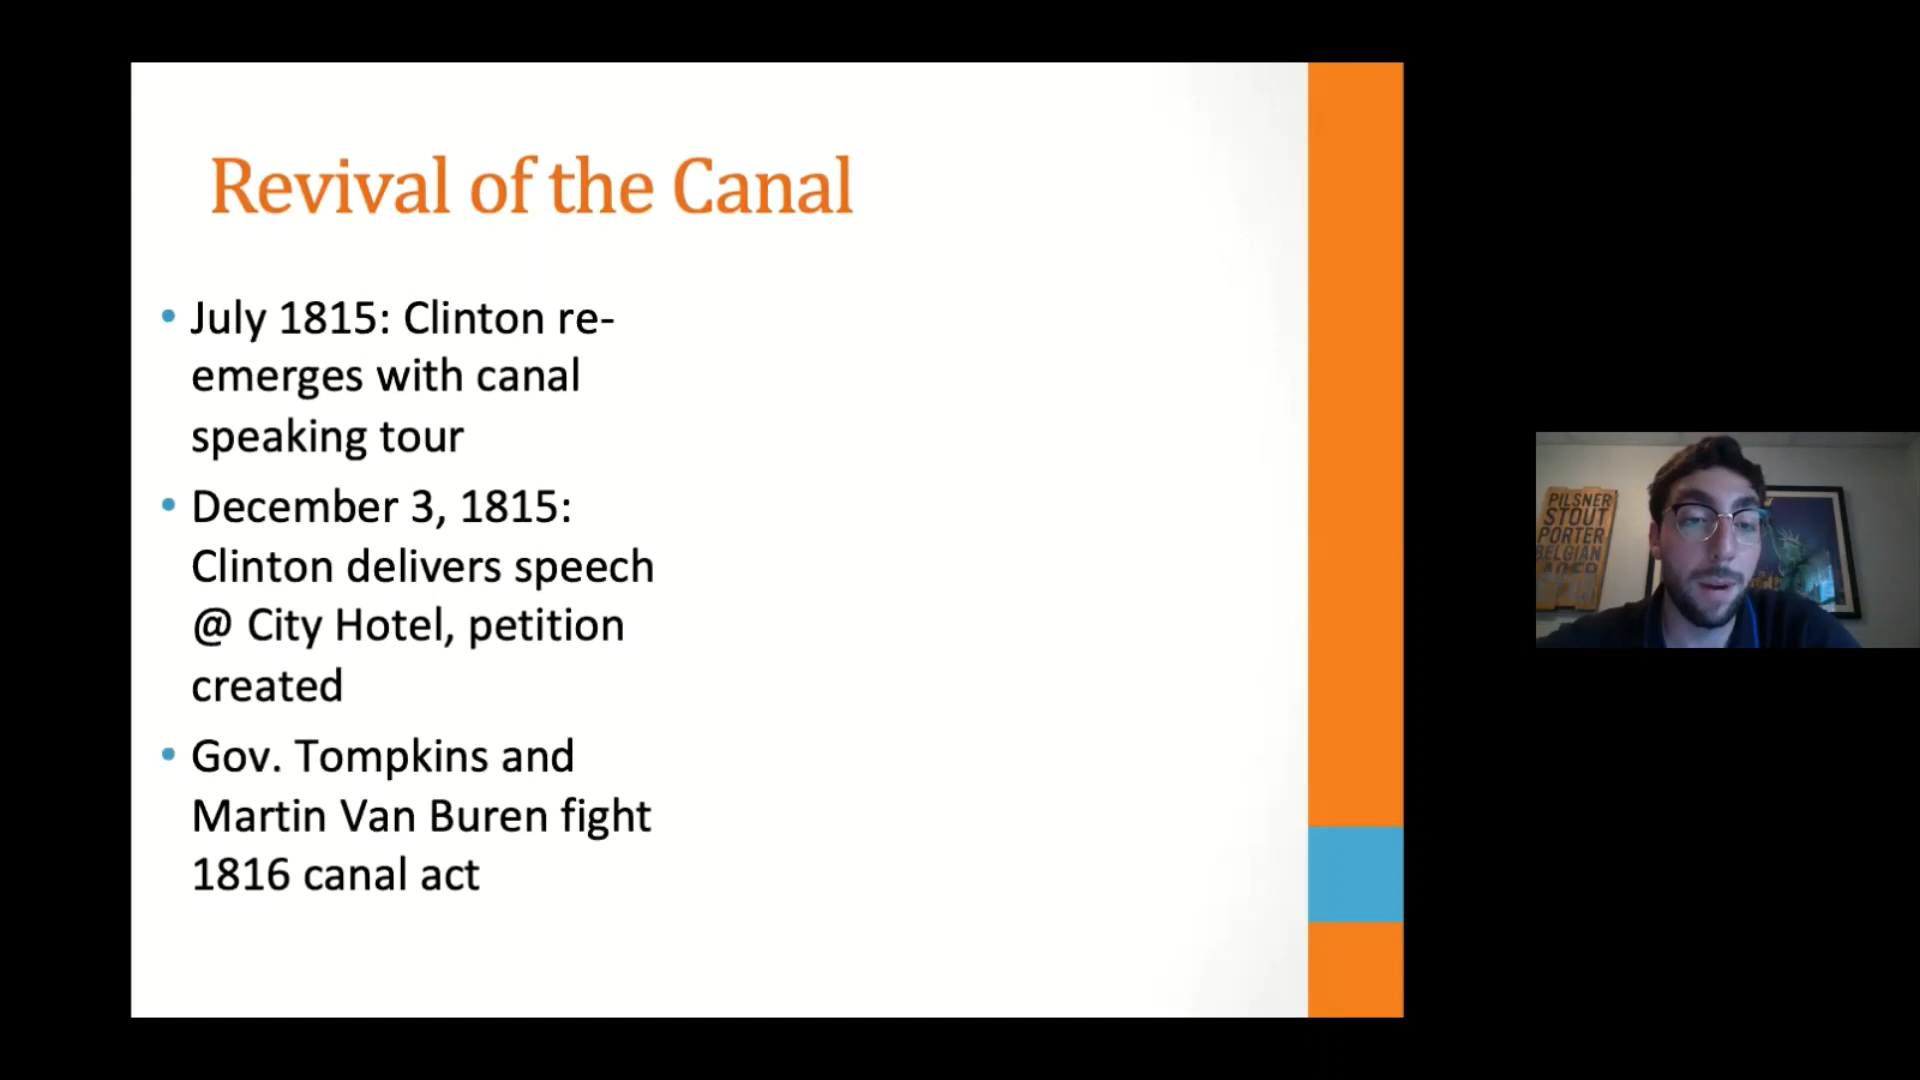 Revival of the Canal
• July 1815: Clinton re-
emerges with canal
speaking tour
• December 3, 1815:
Clinton delivers speech
@ City Hotel, petition
created
• Gov. Tompkins and
Martin Van Buren fight
1816 canal act
PILSNER
STOUT
PORTER
BELGIAN